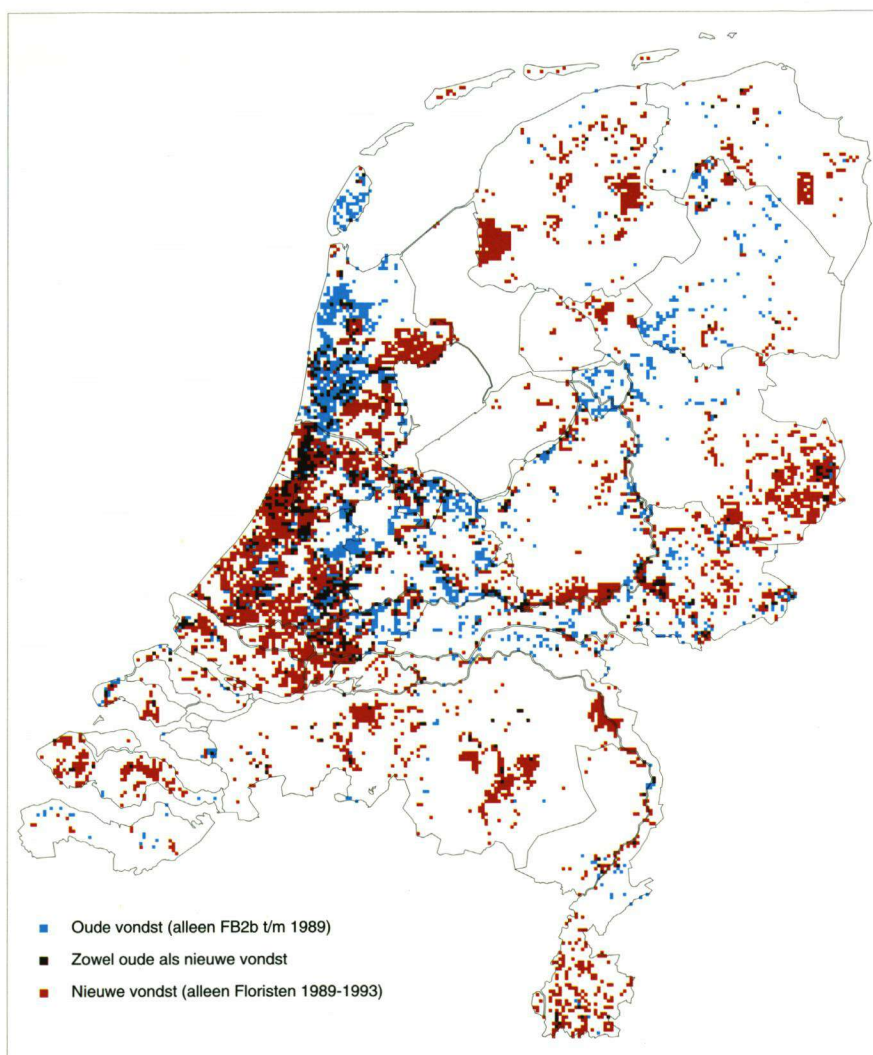 Oude vondst (alleen FB2b t/m 1989)
Zowel oude als nieuwe vondst
Nieuwe vondst (alleen Floristen 1989-1993)